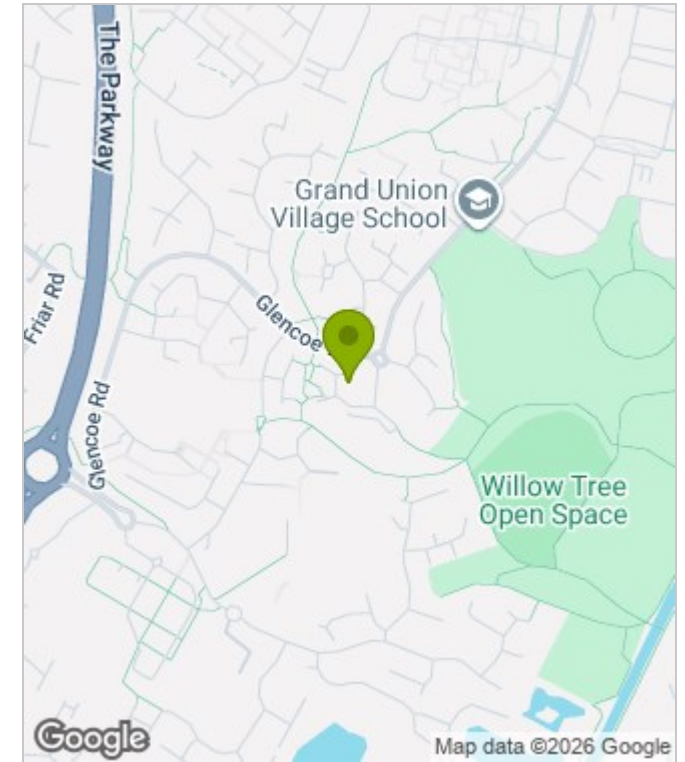 The Parkway
Grand Union
Village School
Friar Rd
Glencoe
Glencoe Rd
Willow Tree
Open Space
Google
Map data ©2026 Google